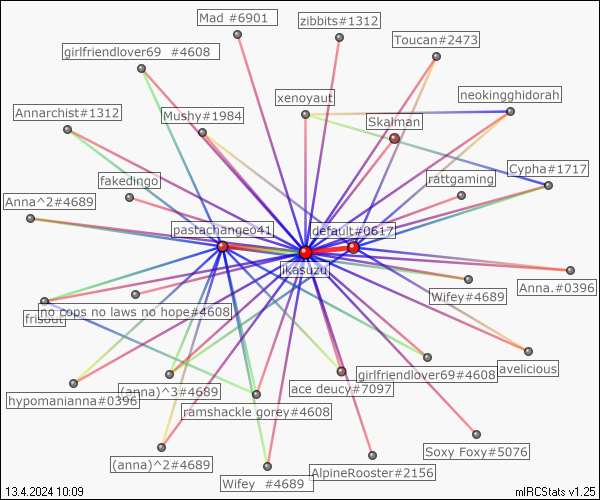 Mad #6901
zibbits#1312
girlfriendlover69  #4608
Toucan#2473
xenoyaut
neokingghidorah
Annarchist#1312
Mushy#1984
Skalman
fakedingo
rattgaming
Cypha#1717
Anna^2#4689
pastachangeo41
default#0617
jkasuzu
Anna.#0396
Wifey#4689
frisout
no cops no laws no hope#4608
avelicious
girlfriendlover69#4608
hypomanianna#0396
(anna)^3#4689
ace deucy#7097
ramshackle gorey#4608
Soxy Foxy#5076
(anna)^2#4689
Wifey  #4689
AlpineRooster#2156
13.4.2024 10:09
mIRCStats v1.25